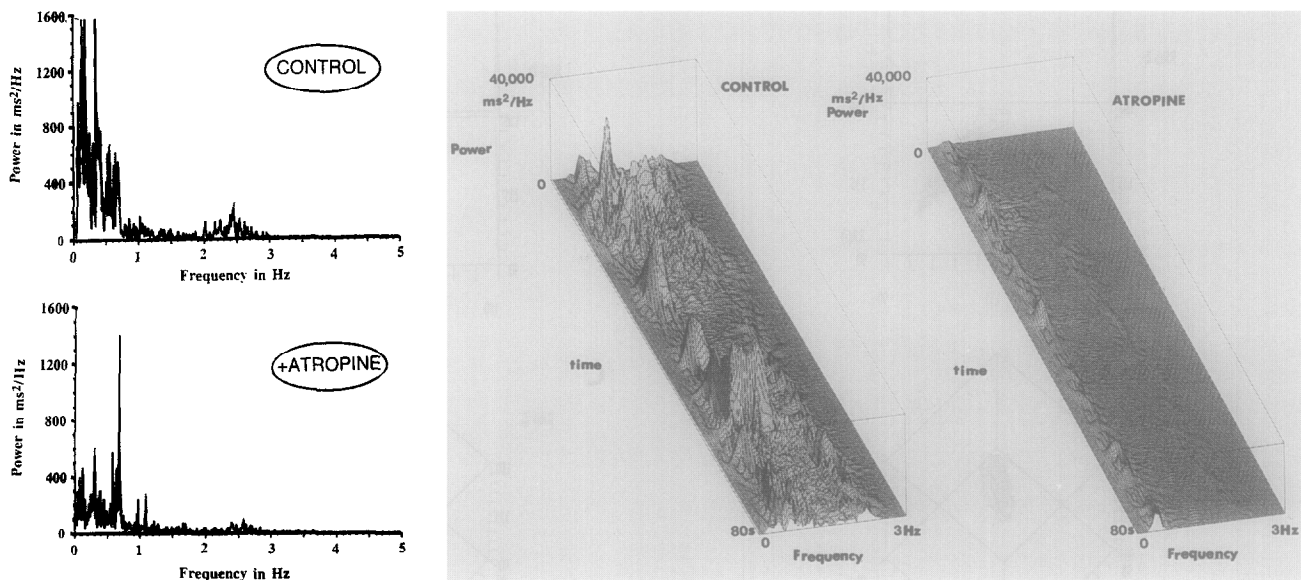 1600
1200
800
400
0
Power in ms²/Hz
CONTROL
0 1 2 3 4 5
Frequency in Hz
1600
1200
800
400
0
Power in ms²/Hz
+ATROPINE
0 1 2 3 4 5
Frequency in Hz
40,000
ms²/Hz
Power
0
CONTROL
time
80s
0
Frequency
3Hz
40,000
ms²/Hz
Power
0
ATROPINE
time
80s
0
Frequency
3Hz